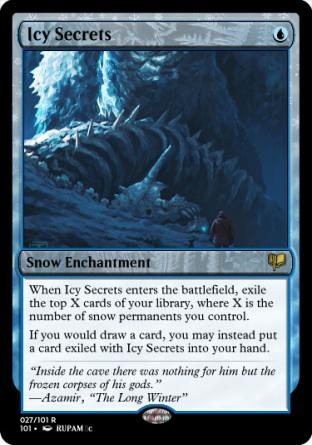 Icy Secrets
Snow Enchantment
When Icy Secrets enters the battlefield, exile
the top X cards of your library, where X is the
number of snow permanents you control.
If you would draw a card, you may instead put
a card exiled with Icy Secrets into your hand.
“Inside the cave there was nothing for him but the
frozen corpses of his gods.”
—Azamir, “The Long Winter”
027/101 R
101 • RUPAM